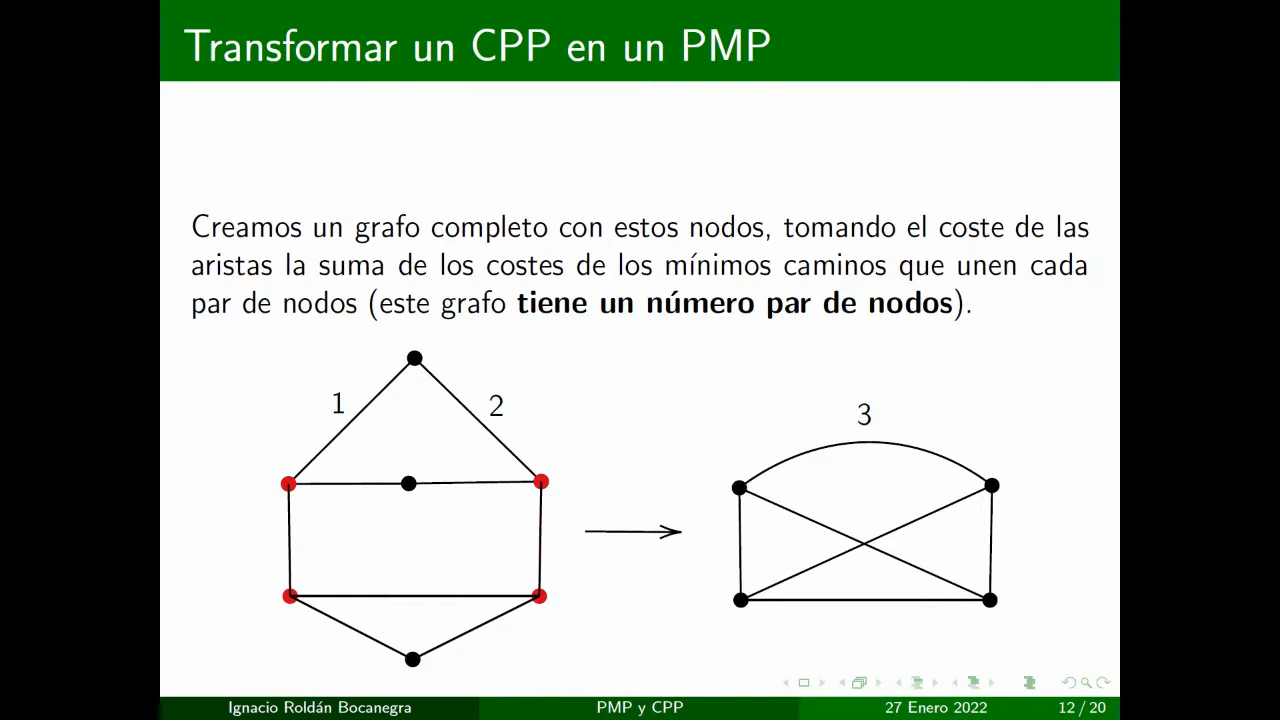 Transformar un CPP en un PMP
Creamos un grafo completo con estos nodos, tomando el coste de las
aristas la suma de los costes de los mínimos caminos que unen cada
par de nodos (este grafo tiene un número par de nodos).
1
2
3
Ignacio Roldán Bocanegra
PMP y CPP
27 Enero 2022
12 / 20